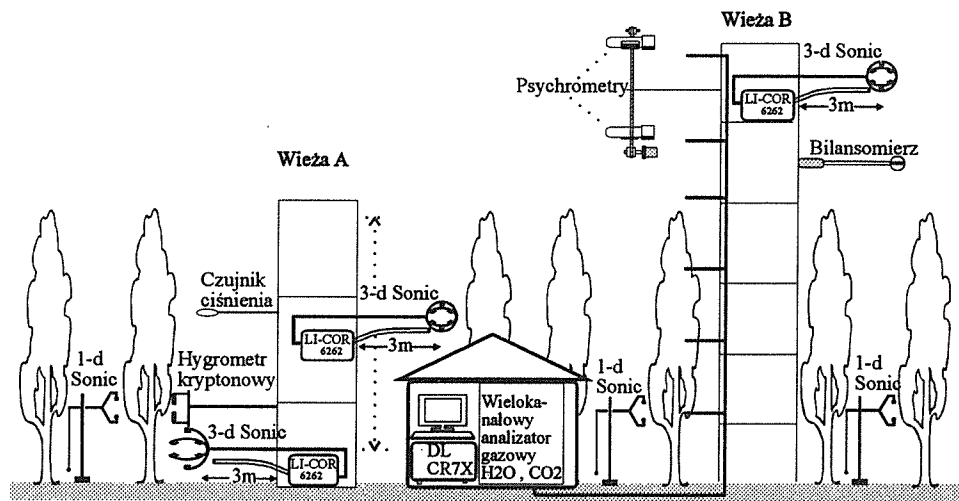 Wieża B
3-d Sonic
Psychrometry
LI-COR
6262
3m
Bilansomierz
Wieża A
Czujnik
ciśnienia
3-d Sonic
LI-COR
6262
3m
1-d
Sonic
Hygrometr
kryptonowy
3-d Sonic
LI-COR
6262
3m
DL
CR7X
Wieloka-
nałowy
analizator
gazowy
H2O , CO2
1-d
Sonic
1-d
Sonic